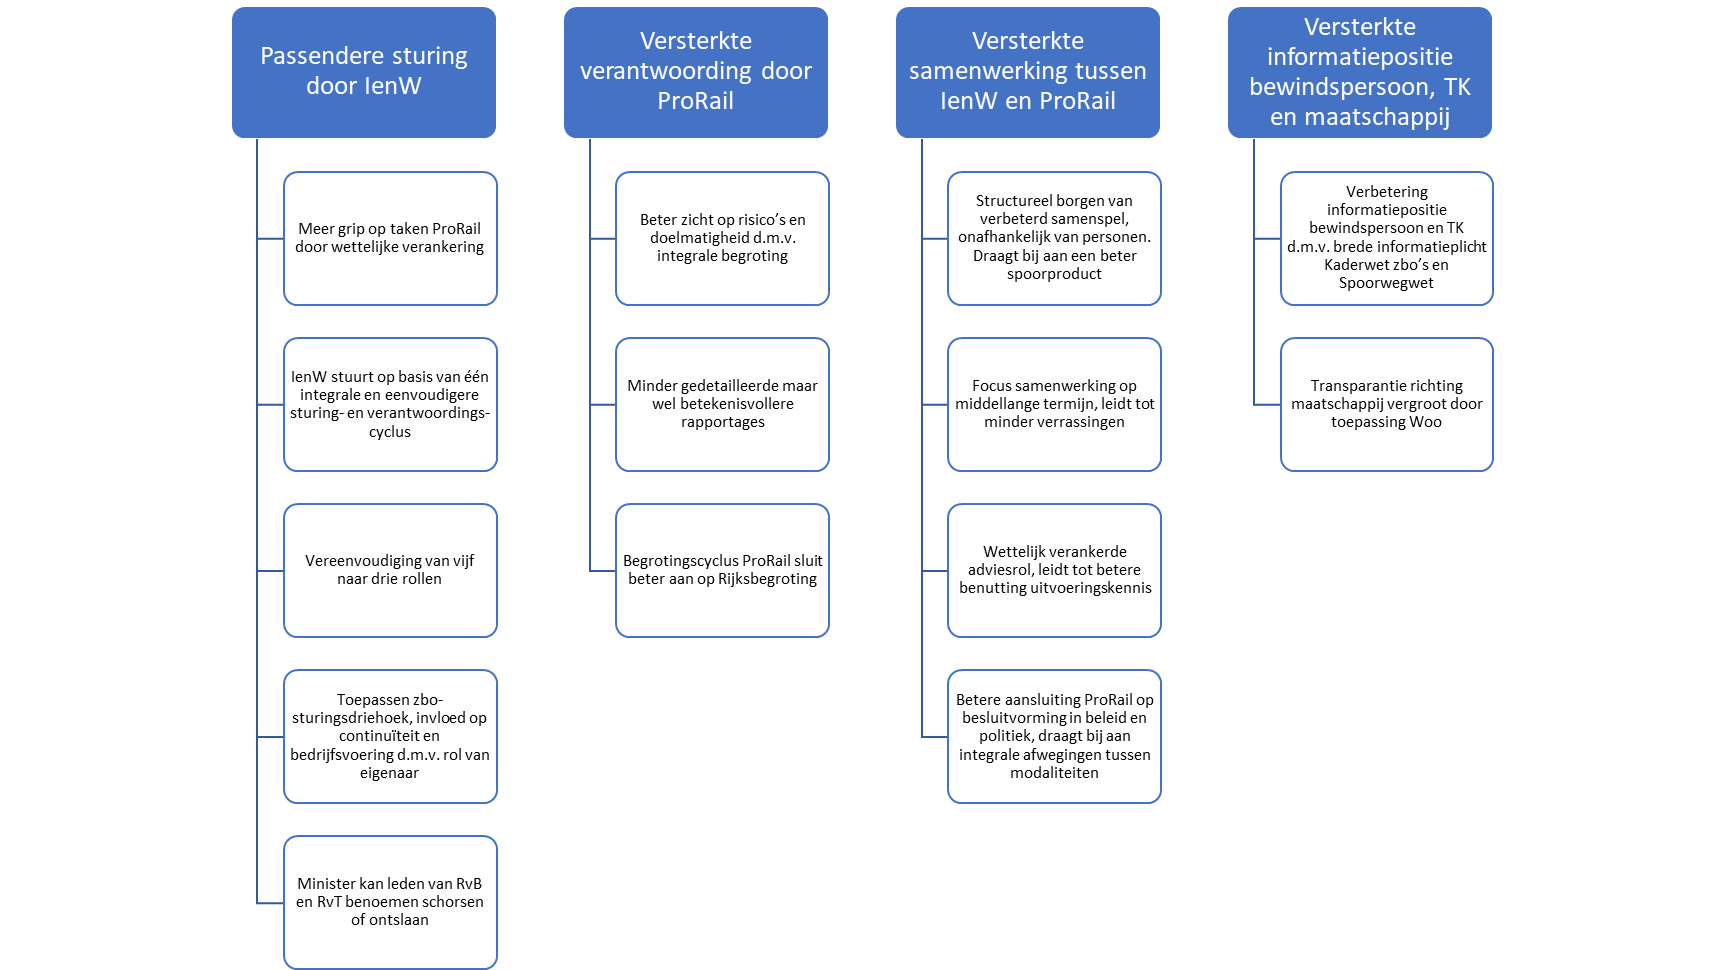 Passendere sturing
door IenW
Meer grip op taken ProRail
door wettelijke verankering
IenW stuurt op basis van één
integrale en eenvoudigere
sturing- en verantwoordings-
cyclus
Vereenvoudiging van vijf
naar drie rollen
Toepassen zbo-
sturingsdriehoek, invloed op
continuïteit en
bedrijfsvoering d.m.v. rol van
eigenaar
Minister kan leden van RvB
en RvT benoemen schorsen
of ontslaan
Versterkte
verantwoording door
ProRail
Beter zicht op risico’s en
doelmatigheid d.m.v.
integrale begroting
Minder gedetailleerde maar
wel betekenisvollere
rapportages
Begrotingscyclus ProRail sluit
beter aan op Rijksbegroting
Versterkte
samenwerking tussen
IenW en ProRail
Structureel borgen van
verbeterd samenspel,
onafhankelijk van personen.
Draagt bij aan een beter
spoorproduct
Focus samenwerking op
middellange termijn, leidt tot
minder verrassingen
Wettelijk verankerde
adviesrol, leidt tot betere
benutting uitvoeringskennis
Betere aansluiting ProRail op
besluitvorming in beleid en
politiek, draagt bij aan
integrale afwegingen tussen
modaliteiten
Versterkte
informatiepositie
bewindspersoon, TK
en maatschappij
Verbetering
informatiepositie
bewindspersoon en TK
d.m.v. brede informatieplicht
Kaderwet zbo’s en
Spoorwegwet
Transparantie richting
maatschappij vergroot door
toepassing Woo